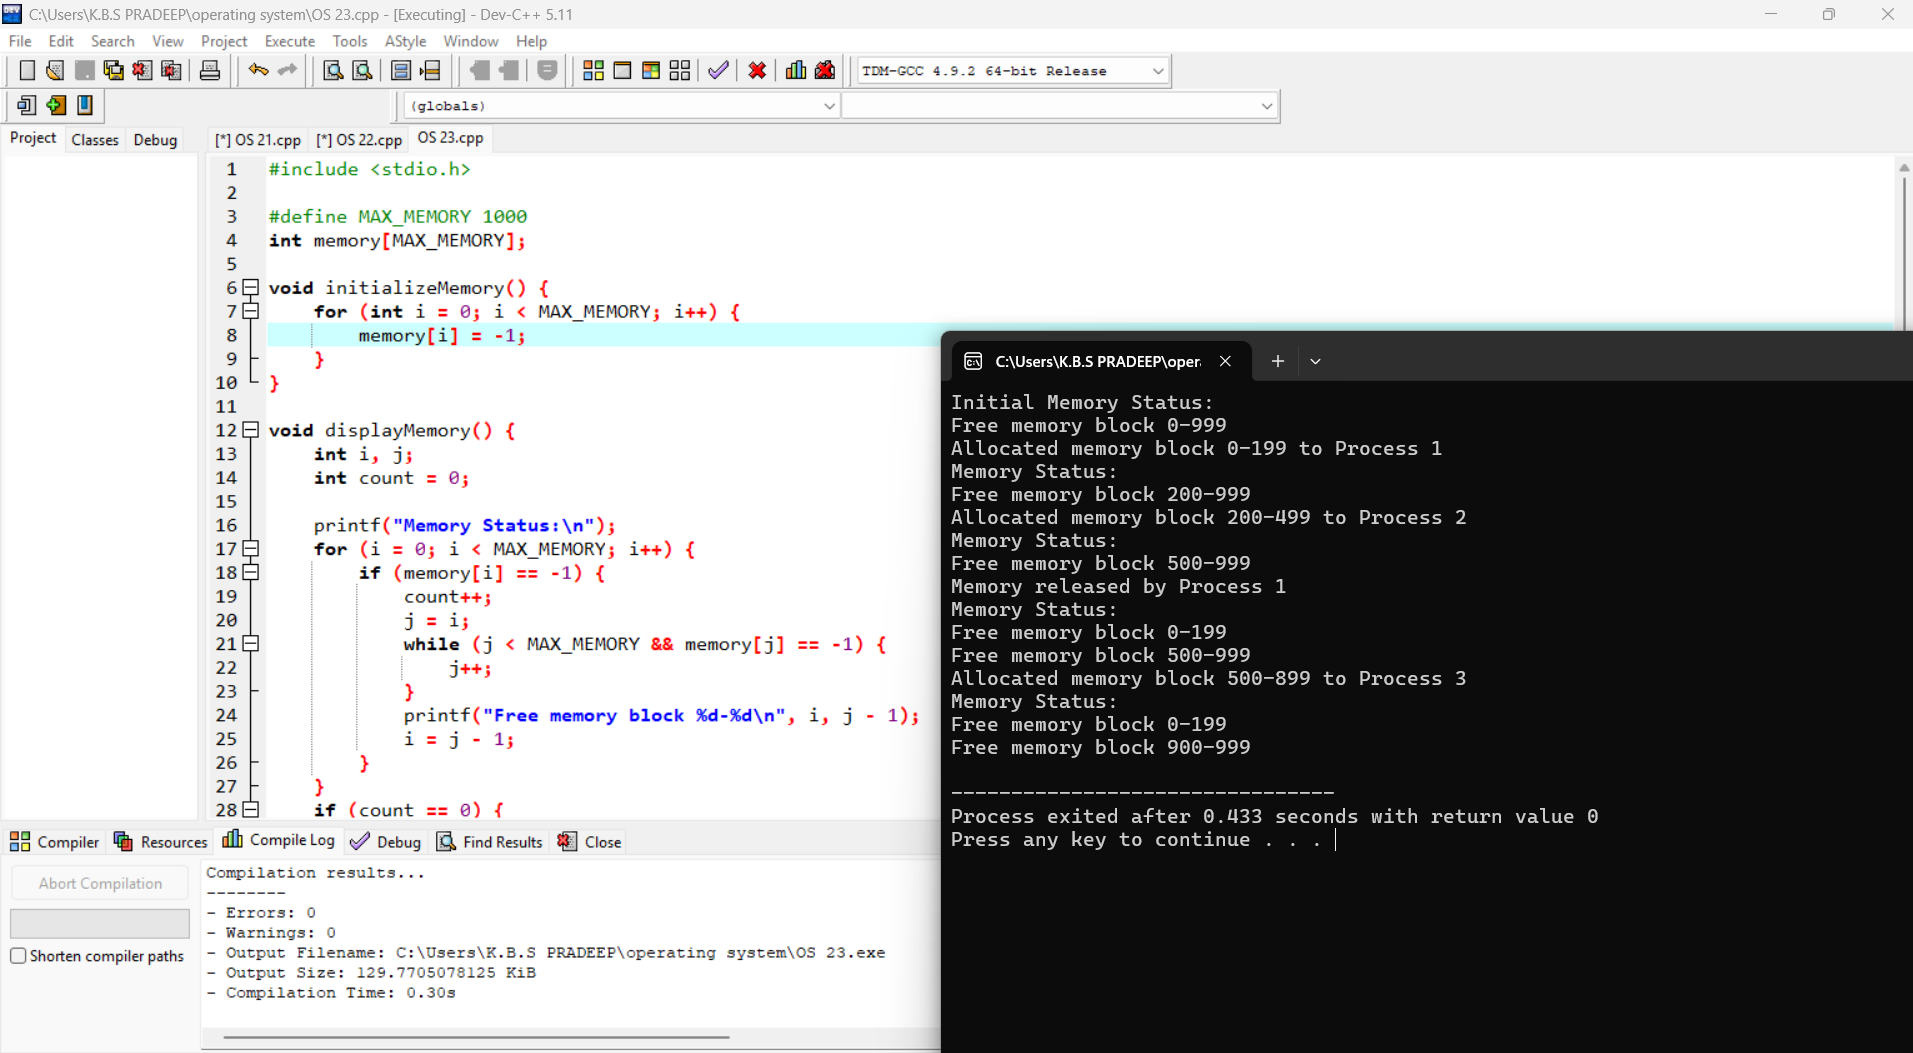 C:\Users\K.B.S PRADEEP\operating system\OS 23.cpp - [Executing] - Dev-C++ 5.11
File Edit Search View Project Execute Tools AStyle Window Help
TDM-GCC 4.9.2 64-bit Release
(globals)
Project Classes Debug
[*] OS 21.cpp [*] OS 22.cpp OS 23.cpp
1 #include <stdio.h>
2
3 #define MAX_MEMORY 1000
4 int memory[MAX_MEMORY];
5
6 void initializeMemory() {
7 for (int i = 0; i < MAX_MEMORY; i++) {
8 memory[i] = -1;
9 }
10 }
11
12 void displayMemory() {
13 int i, j;
14 int count = 0;
15
16 printf("Memory Status:\n");
17 for (i = 0; i < MAX_MEMORY; i++) {
18 if (memory[i] == -1) {
19 count++;
20 j = i;
21 while (j < MAX_MEMORY && memory[j] == -1) {
22 j++;
23 }
24 printf("Free memory block %d-%d\n", i, j - 1);
25 i = j - 1;
26 }
27 }
28 if (count == 0) {
C:\Users\K.B.S PRADEEP\oper
Initial Memory Status:
Free memory block 0-999
Allocated memory block 0-199 to Process 1
Memory Status:
Free memory block 200-999
Allocated memory block 200-499 to Process 2
Memory Status:
Free memory block 500-999
Memory released by Process 1
Memory Status:
Free memory block 0-199
Free memory block 500-999
Allocated memory block 500-899 to Process 3
Memory Status:
Free memory block 0-199
Free memory block 900-999
--------------------------------
Process exited after 0.433 seconds with return value 0
Press any key to continue . . .
Compiler Resources Compile Log Debug Find Results Close
Abort Compilation
Shorten compiler paths
Compilation results...
--------
- Errors: 0
- Warnings: 0
- Output Filename: C:\Users\K.B.S PRADEEP\operating system\OS 23.exe
- Output Size: 129.7705078125 KiB
- Compilation Time: 0.30s